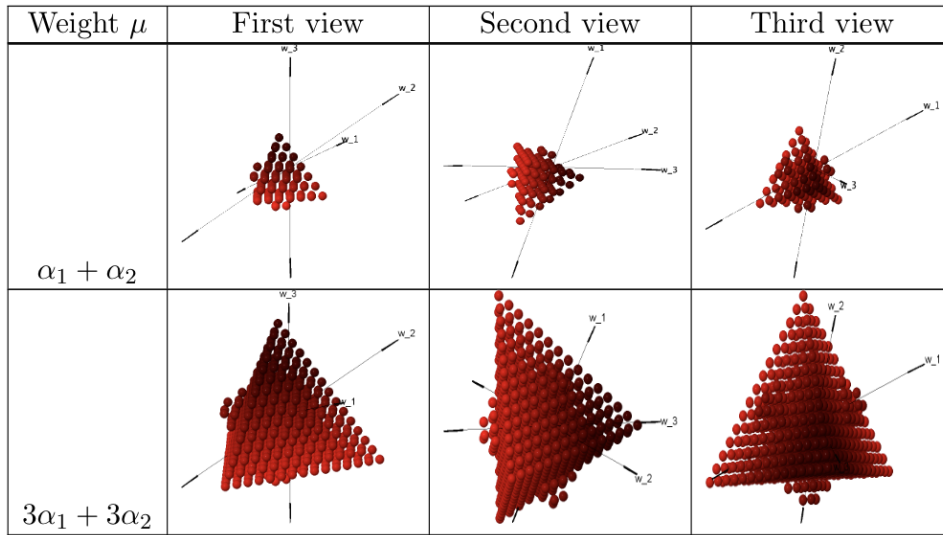 Weight μ First view Second view Third view
w_3
w_2
w_1
w_1
w_2
w_3
w_2
w_1
w_3
α₁ + α₂
w_3
w_2
w_1
w_1
w_3
w_2
w_2
w_1
3α₁ + 3α₂